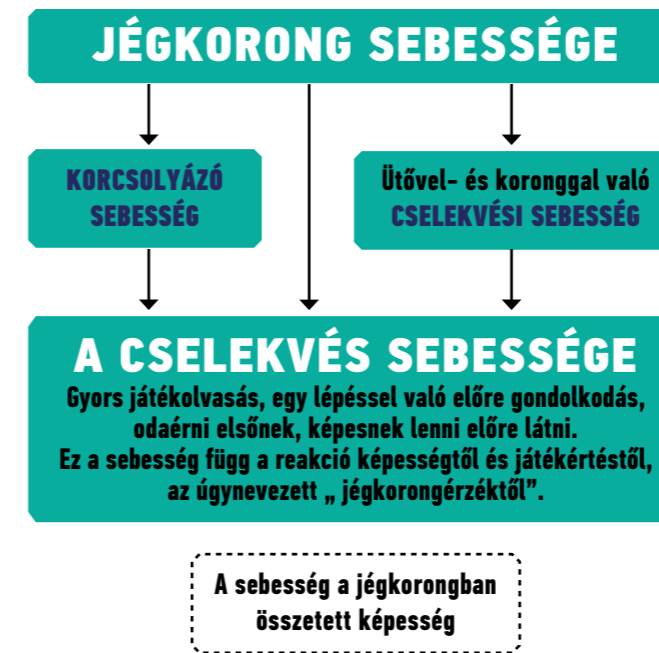 JÉGKORONG SEBESSÉGE
KORCSOLYÁZÓ
SEBESSÉG
Ütővel- és koronggal való
CSELEKVÉSI SEBESSÉG
A CSELEKVÉS SEBESSÉGE
Gyors játékolvasás, egy lépéssel való előre gondolkodás,
odaérni elsőnek, képesnek lenni előre látni.
Ez a sebesség függ a reakció képességtől és játékértéstől,
az úgynevezett „ jégkorongérzéktől”.
A sebesség a jégkorongban
összetett képesség